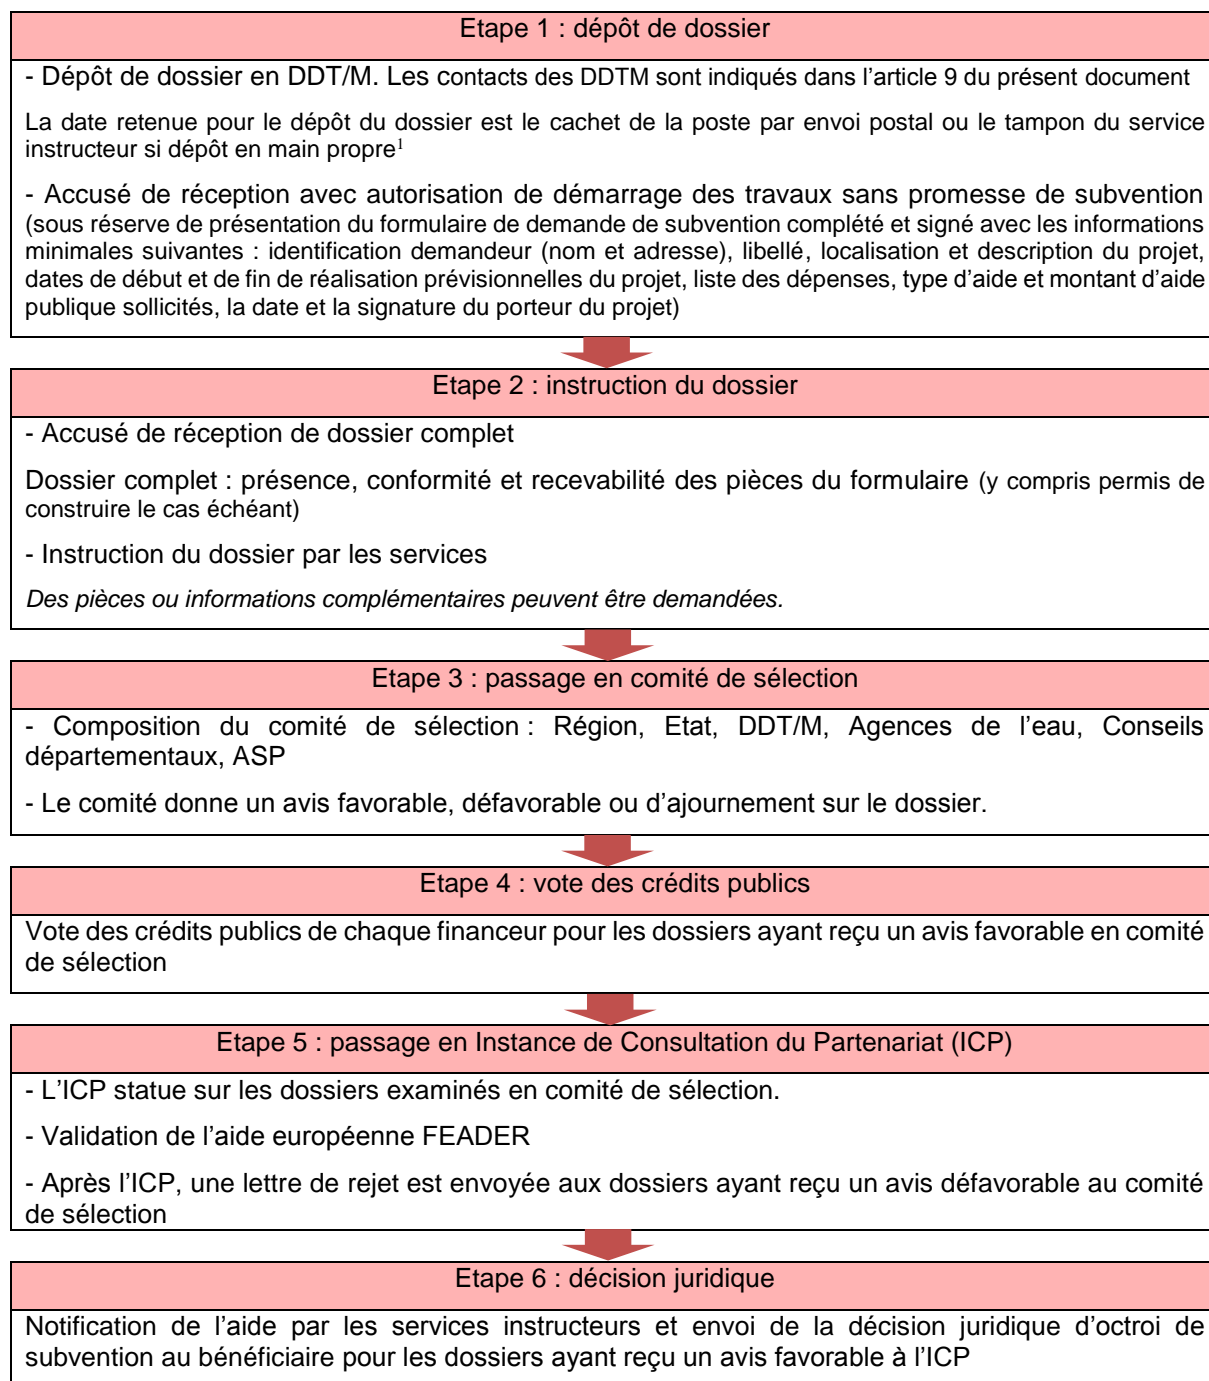 Etape 1 : dépôt de dossier
- Dépôt de dossier en DDT/M. Les contacts des DDTM sont indiqués dans l’article 9 du présent document
La date retenue pour le dépôt du dossier est le cachet de la poste par envoi postal ou le tampon du service
instructeur si dépôt en main propre1
- Accusé de réception avec autorisation de démarrage des travaux sans promesse de subvention
(sous réserve de présentation du formulaire de demande de subvention complété et signé avec les informations
minimales suivantes : identification demandeur (nom et adresse), libellé, localisation et description du projet,
dates de début et de fin de réalisation prévisionnelles du projet, liste des dépenses, type d’aide et montant d’aide
publique sollicités, la date et la signature du porteur du projet)
Etape 2 : instruction du dossier
- Accusé de réception de dossier complet
Dossier complet : présence, conformité et recevabilité des pièces du formulaire (y compris permis de
construire le cas échéant)
- Instruction du dossier par les services
Des pièces ou informations complémentaires peuvent être demandées.
Etape 3 : passage en comité de sélection
- Composition du comité de sélection : Région, Etat, DDT/M, Agences de l’eau, Conseils
départementaux, ASP
- Le comité donne un avis favorable, défavorable ou d’ajournement sur le dossier.
Etape 4 : vote des crédits publics
Vote des crédits publics de chaque financeur pour les dossiers ayant reçu un avis favorable en comité
de sélection
Etape 5 : passage en Instance de Consultation du Partenariat (ICP)
- L’ICP statue sur les dossiers examinés en comité de sélection.
- Validation de l’aide européenne FEADER
- Après l’ICP, une lettre de rejet est envoyée aux dossiers ayant reçu un avis défavorable au comité
de sélection
Etape 6 : décision juridique
Notification de l’aide par les services instructeurs et envoi de la décision juridique d’octroi de
subvention au bénéficiaire pour les dossiers ayant reçu un avis favorable à l’ICP